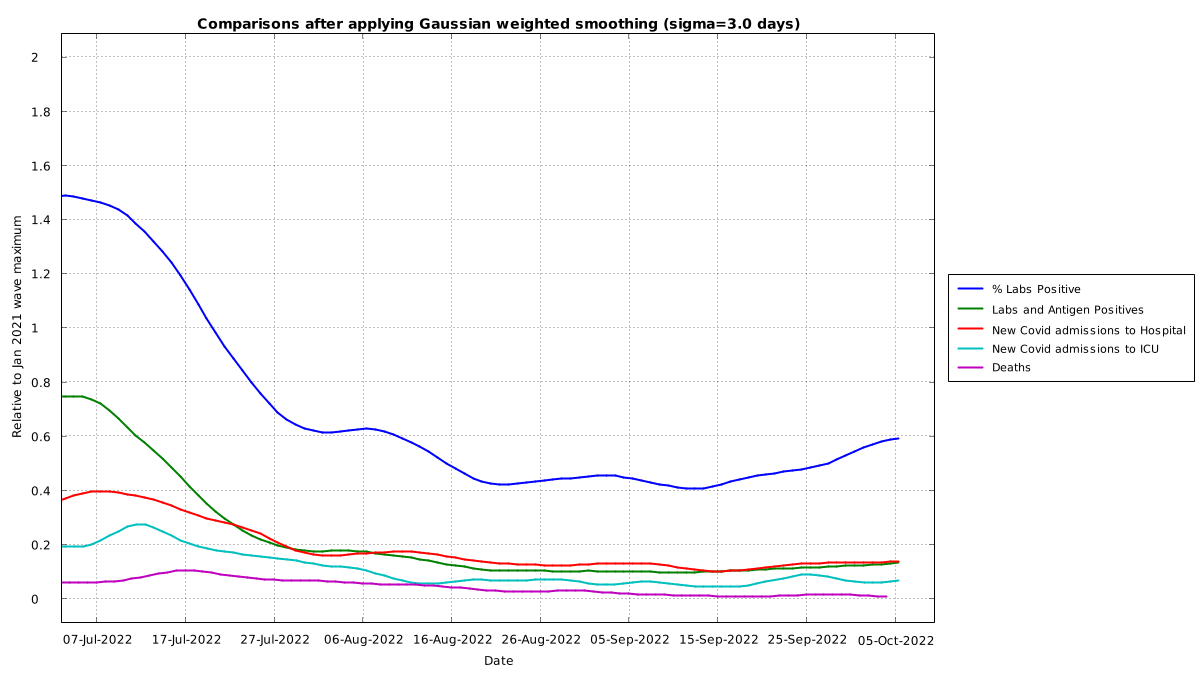 Comparisons after applying Gaussian weighted smoothing (sigma=3.0 days)
Relative to Jan 2021 wave maximum
2
1.8
1.6
1.4
1.2
1
0.8
0.6
0.4
0.2
0
07-Jul-2022 17-Jul-2022 27-Jul-2022 06-Aug-2022 16-Aug-2022 26-Aug-2022 05-Sep-2022 15-Sep-2022 25-Sep-2022 05-Oct-2022
Date
% Labs Positive
Labs and Antigen Positives
New Covid admissions to Hospital
New Covid admissions to ICU
Deaths